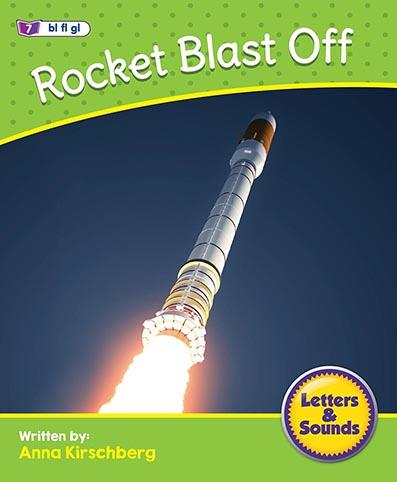 7 bl fl gl
Rocket Blast Off
Letters
&
Sounds
Written by:
Anna Kirschberg